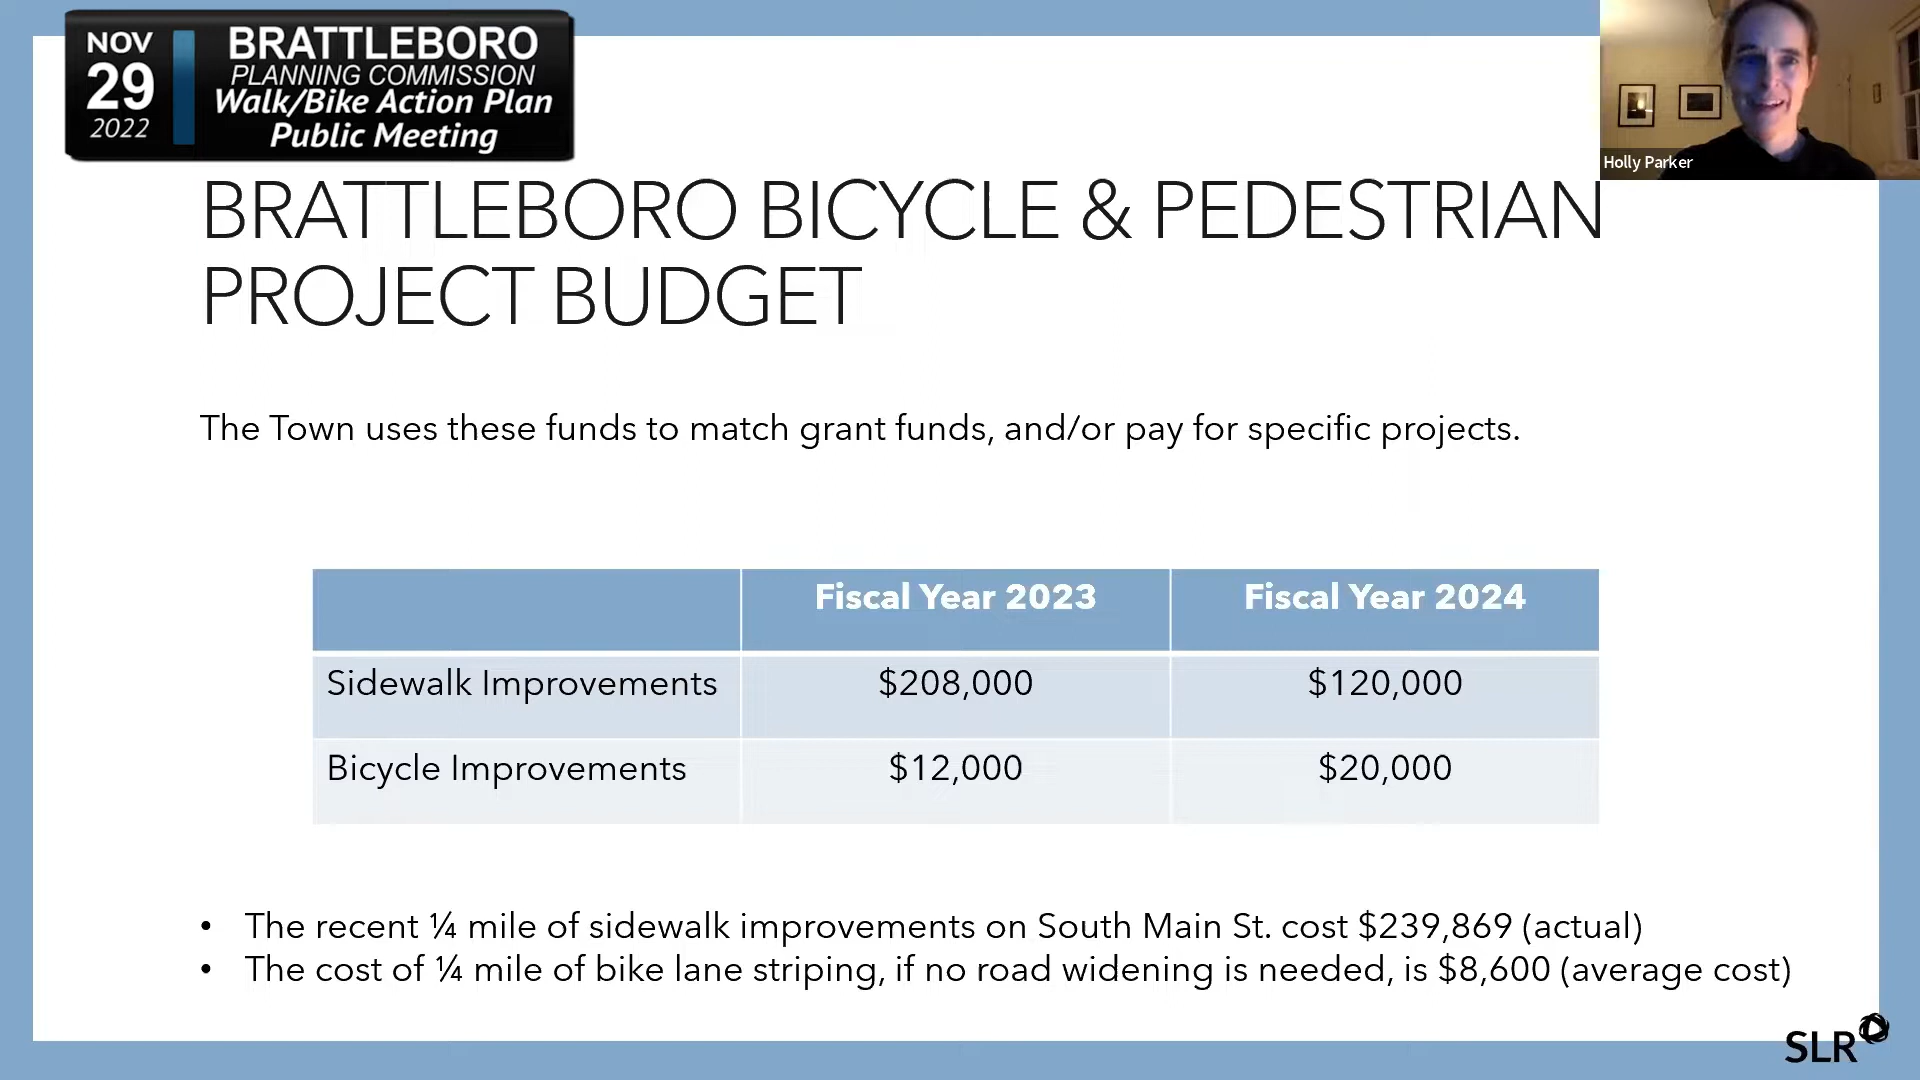 NOV
29
2022
BRATTLEBORO
PLANNING COMMISSION
Walk/Bike Action Plan
Public Meeting
Holly Parker
BRATTLEBORO BICYCLE & PEDESTRIAN
PROJECT BUDGET
The Town uses these funds to match grant funds, and/or pay for specific projects.
Fiscal Year 2023 Fiscal Year 2024
Sidewalk Improvements $208,000 $120,000
Bicycle Improvements $12,000 $20,000
• The recent ¼ mile of sidewalk improvements on South Main St. cost $239,869 (actual)
• The cost of ¼ mile of bike lane striping, if no road widening is needed, is $8,600 (average cost)
SLR